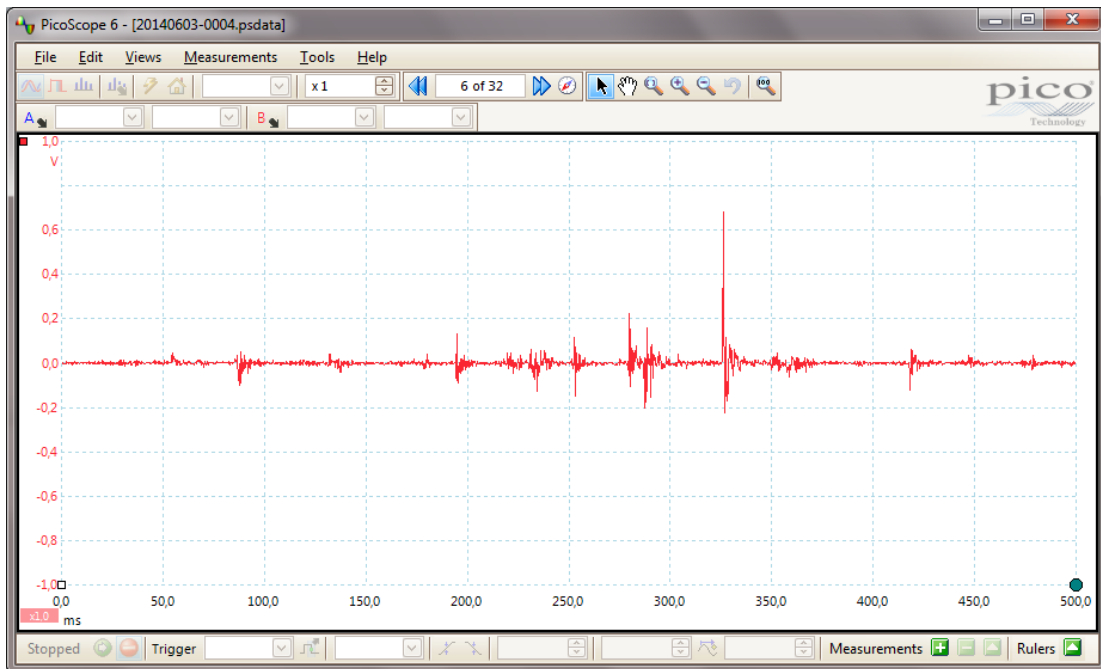 PicoScope 6 - [20140603-0004.psdata]
File Edit Views Measurements Tools Help
x 1 6 of 32
pico
Technology
A B
1,0
V
0,6
0,4
0,2
0,0
-0,2
-0,4
-0,6
-0,8
-1,0
0,0 50,0 100,0 150,0 200,0 250,0 300,0 350,0 400,0 450,0 500,0
x1.0 ms
Stopped Trigger Measurements Rulers